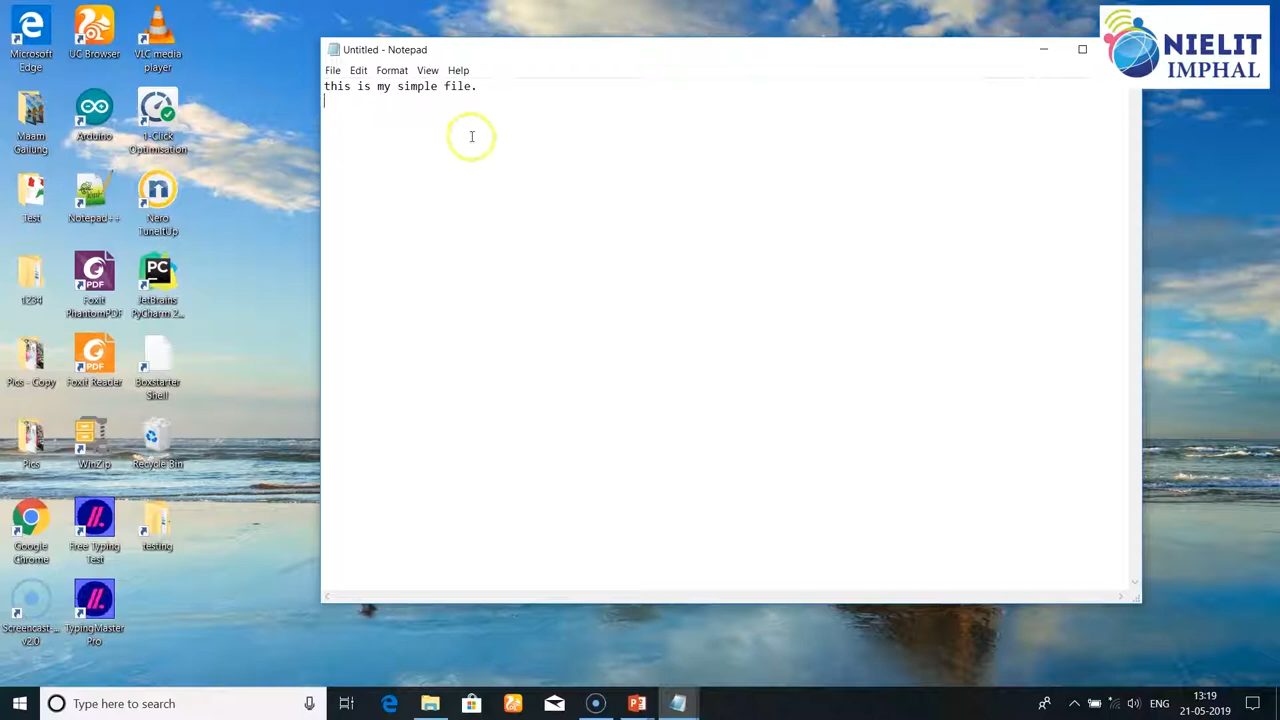 Microsoft Edge
UC Browser
VLC media player
Maam Gallung
Arduino
1-Click Optimisation
Test
Notepad++
Nero TuneItUp
1234
Foxit PhantomPDF
JetBrains PyCharm 2...
Pics - Copy
Foxit Reader
Boxstarter Shell
Pics
WinZip
Recycle Bin
Google Chrome
Free Typing Test
testing
Screencast-... v2.0
TypingMaster Pro
Untitled - Notepad
File Edit Format View Help
this is my simple file.
NIELIT
IMPHAL
Type here to search
ENG
13:19
21-05-2019